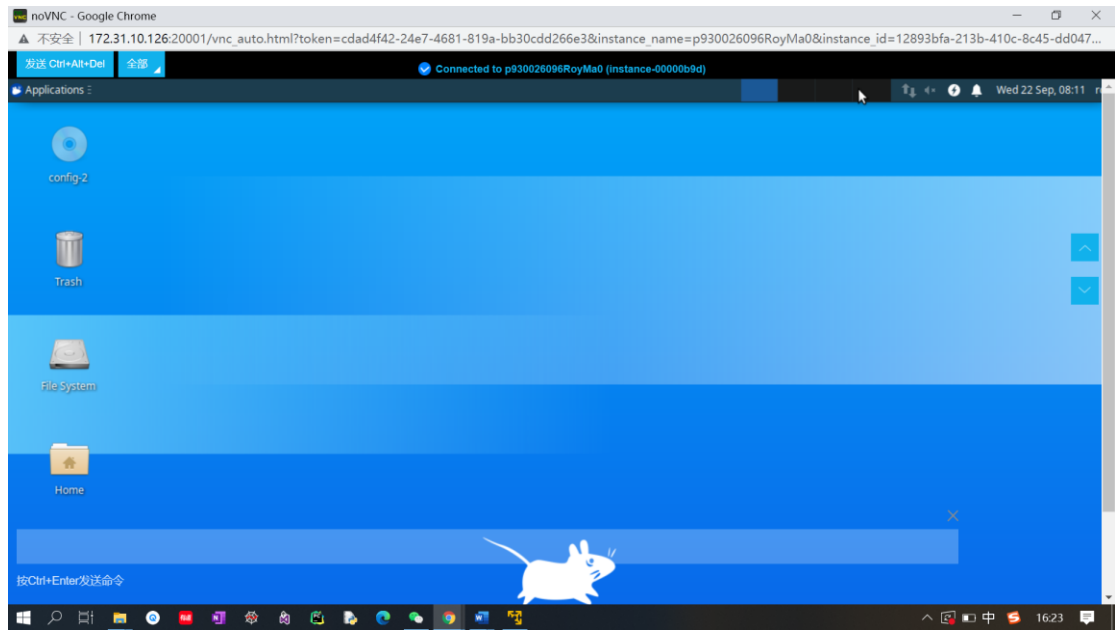 noVNC - Google Chrome
不安全 | 172.31.10.126:20001/vnc_auto.html?token=cdad4f42-24e7-4681-819a-bb30cdd266e3&instance_name=p930026096RoyMa0&instance_id=12893bfa-213b-410c-8c45-dd047...
发送 Ctrl+Alt+Del 全部
Connected to p930026096RoyMa0 (instance-00000b9d)
Applications
Wed 22 Sep, 08:11
config-2
Trash
File System
Home
按Ctrl+Enter发送命令
中 16:23